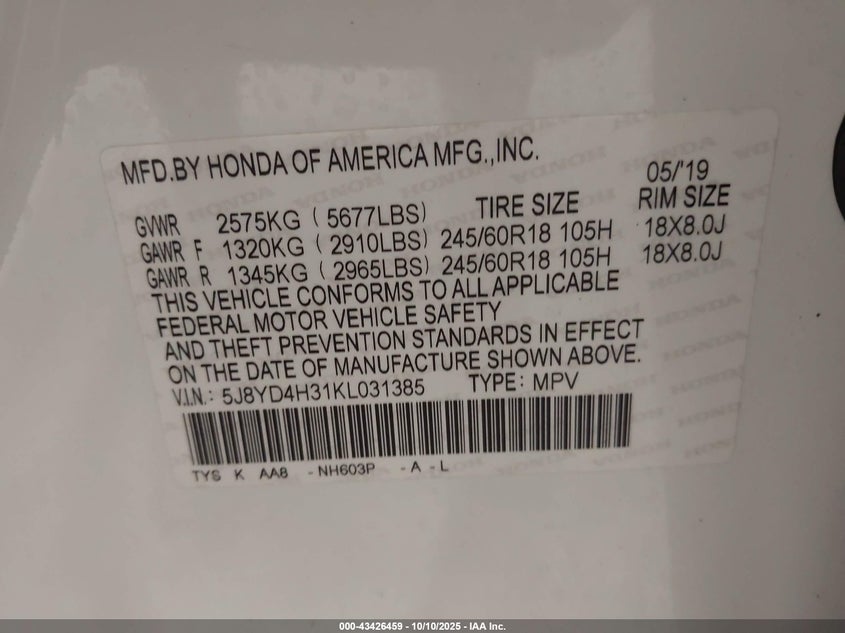 MFD.BY HONDA OF AMERICA MFG.,INC.
05/'19
TIRE SIZE RIM SIZE
GVWR 2575KG ( 5677LBS)
GAWR F 1320KG ( 2910LBS) 245/60R18 105H 18X8.0J
GAWR R 1345KG ( 2965LBS) 245/60R18 105H 18X8.0J
THIS VEHICLE CONFORMS TO ALL APPLICABLE
FEDERAL MOTOR VEHICLE SAFETY
AND THEFT PREVENTION STANDARDS IN EFFECT
ON THE DATE OF MANUFACTURE SHOWN ABOVE.
V.I.N.: 5J8YD4H31KL031385 TYPE: MPV
TYS K AA8 -NH603P -A-L
000-43426459 - 10/10/2025 - IAA Inc.